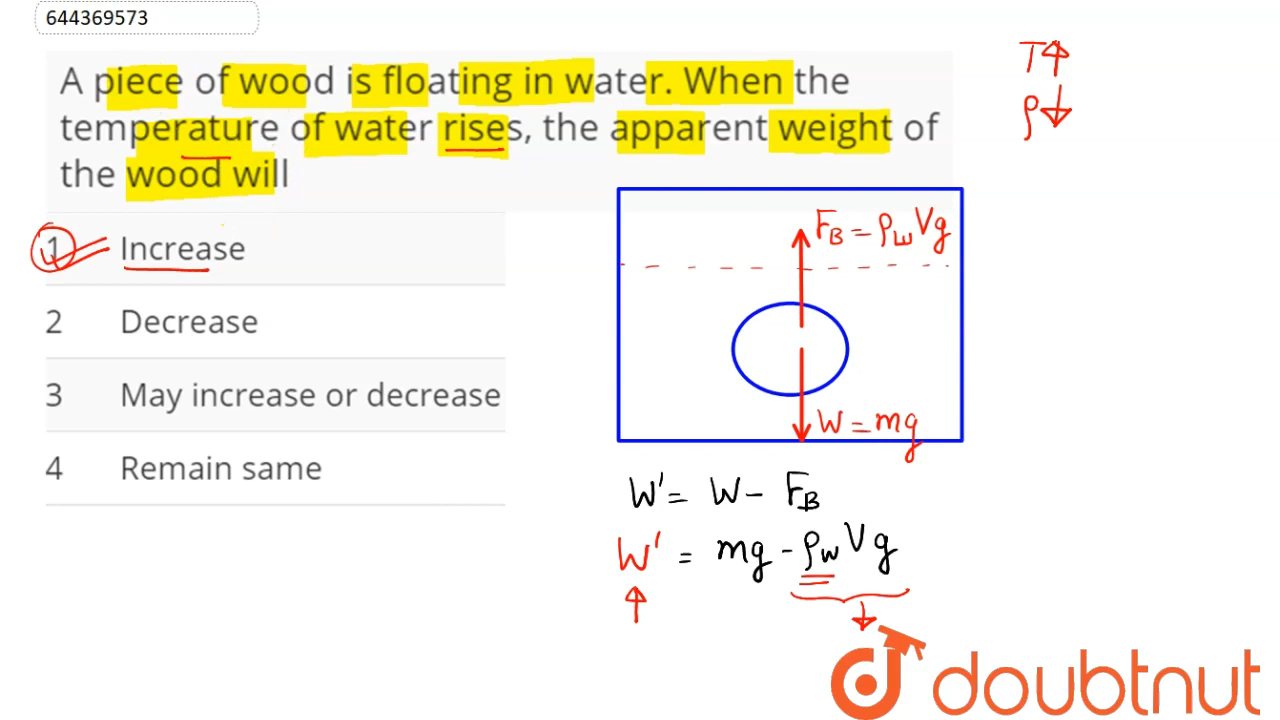 644369573
A piece of wood is floating in water. When the
temperature of water rises, the apparent weight of
the wood will
1 Increase
2 Decrease
3 May increase or decrease
4 Remain same
T↑
ρ↓
F_B = ρ_w Vg
W = mg
W' = W - F_B
W' = mg - ρ_w Vg
doubtnut